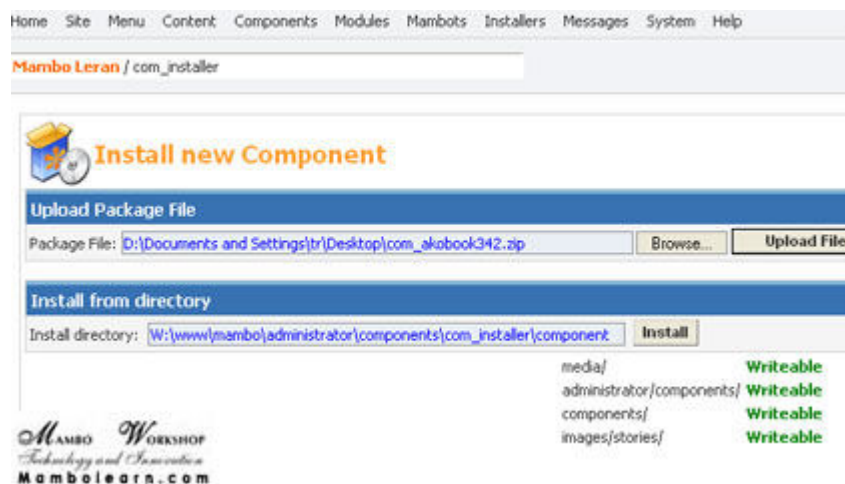 Home Site Menu Content Components Modules Mambots Installers Messages System Help
Mambo Leran / com_installer
Install new Component
Upload Package File
Package File: D:\Documents and Settings\tr\Desktop\com_akobook342.zip Browse... Upload File
Install from directory
Install directory: W:\www\mambo\administrator\components\com_installer\component Install
media/ Writeable
administrator/components/ Writeable
components/ Writeable
images/stories/ Writeable
Mambo Workshop
Technology and Innovation
Mambolearn.com